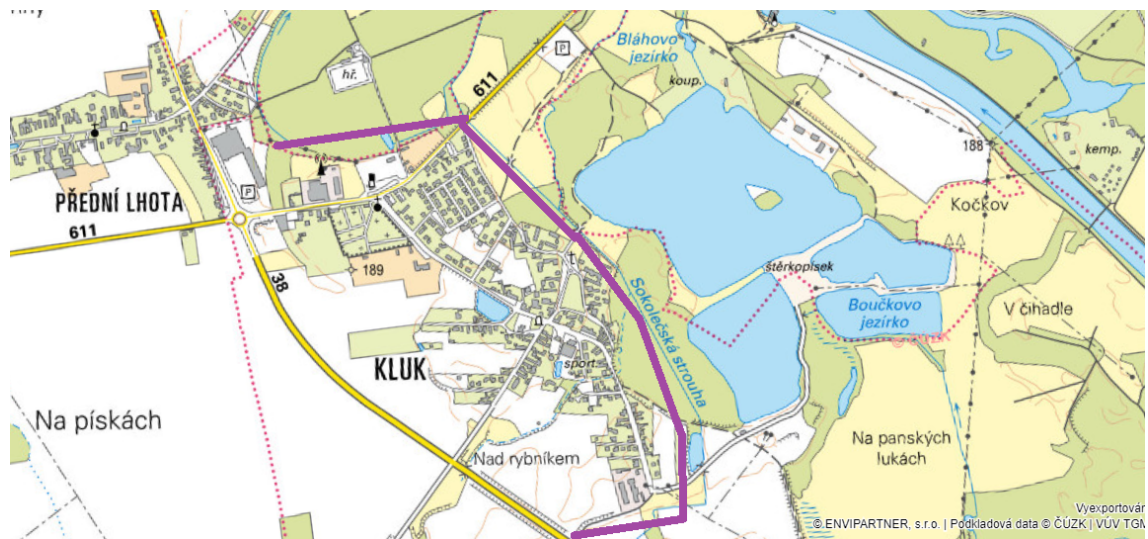 Bláhovo
jezírko
koup.
hř.
P
611
P
188
kemp.
PŘEDNÍ LHOTA
Kočkov
611
189
38
štěrkopísek
V čihadle
Boučkovo
jezírko
Sokolečská strouha
KLUK
sport.
Na pískách
Na panských
lukách
Nad rybníkem
Vyexportován
© ENVIPARTNER, s.r.o. | Podkladová data © ČÚZK | VÚV TGM